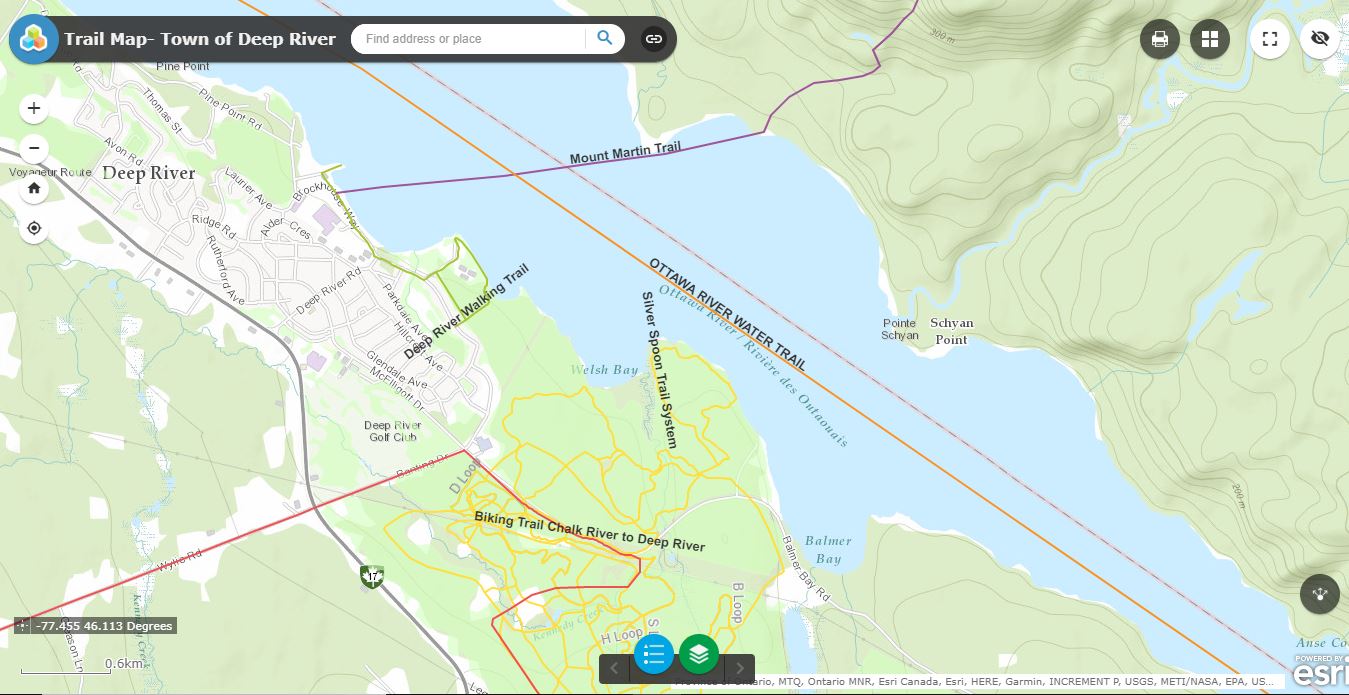 Trail Map- Town of Deep River
Find address or place
Pine Point
300 m
Pine Point Rd
Thomas St
Avon Rd
Mount Martin Trail
Voyageur Route
Deep River
Launer Ave
Brockhouse Way
Ridge Rd
Alder Cres
Rutherford Ave
Deep River Rd
Parkdale Ave
Hillcrest Ave
Deep River Walking Trail
OTTAWA RIVER WATER TRAIL
Ottawa River / Rivière des Outaouais
Silver Spoon Trail System
Pointe
Schyan
Schyan
Point
Glendale Ave
McElligott Dr
Welsh Bay
Deep River
Golf Club
Banting Dr
D Loop
200 m
Biking Trail Chalk River to Deep River
Balmer
Bay
Balmer Bay Rd
Wylie Rd
17
B Loop
Kennedy Creek
H Loop
-77.455 46.113 Degrees
0.6km
Anse Co
POWERED BY
esri
Province of Ontario, MTQ, Ontario MNR, Esri Canada, Esri, HERE, Garmin, INCREMENT P, USGS, METI/NASA, EPA, US...